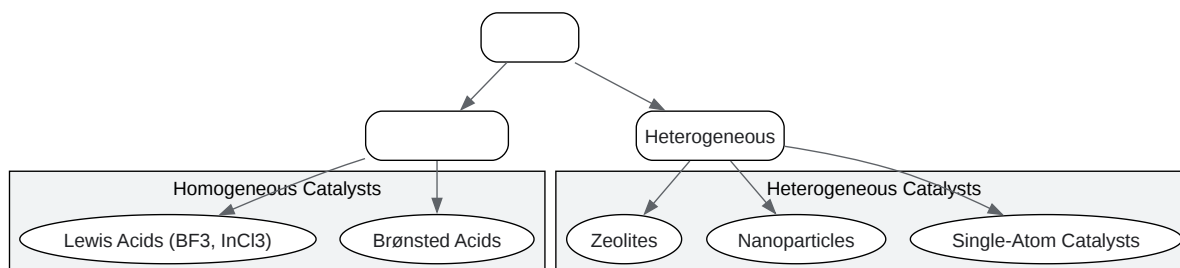 Heterogeneous
Homogeneous Catalysts
Heterogeneous Catalysts
Lewis Acids (BF3, InCl3)
Brønsted Acids
Zeolites
Nanoparticles
Single-Atom Catalysts